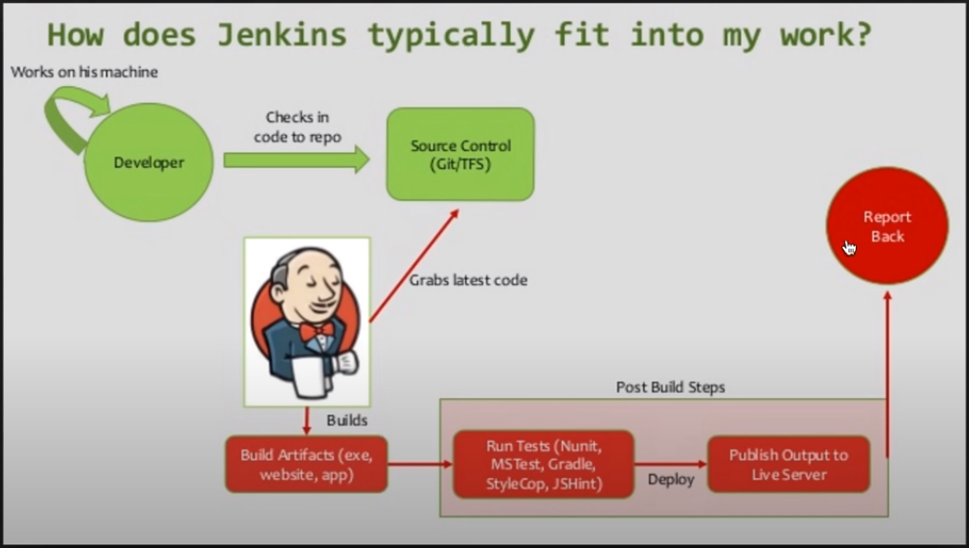 How does Jenkins typically fit into my work?
Works on his machine
Developer
Checks in
code to repo
Source Control
(Git/TFS)
Report
Back
Grabs latest code
Post Build Steps
Builds
Build Artifacts (exe,
website, app)
Run Tests (Nunit,
MSTest, Gradle,
StyleCop, JSHint)
Deploy
Publish Output to
Live Server